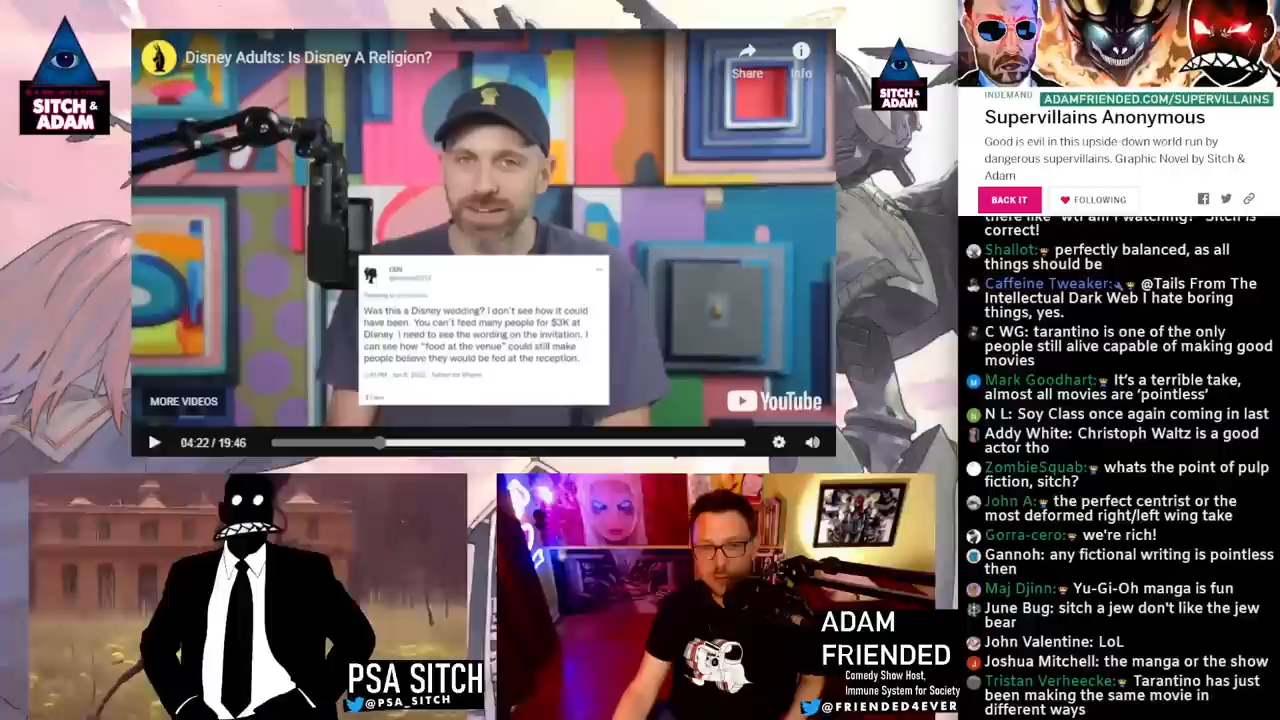 Disney Adults: Is Disney A Religion?
Share
Info
SITCH &
ADAM
SITCH &
ADAM
Was this a Disney wedding? I don't see how it could
have been. You can't feed many people for $3K at
Disney. I need to see the wording on the invitation. I
can see how "food at the venue" could still make
people believe they would be fed at the reception.
MORE VIDEOS
YouTube
04:22 / 19:46
PSA SITCH
@PSA_SITCH
ADAM
FRIENDED
Comedy Show Host,
Immune System for Society
@FRIENDED4EVER
INDEMAND
ADAMFRIENDED.COM/SUPERVILLAINS
Supervillains Anonymous
Good is evil in this upside-down world run by
dangerous supervillains. Graphic Novel by Sitch &
Adam
BACK IT
FOLLOWING
there like "wtf am I watching!" Sitch is
correct!
Shallot: perfectly balanced, as all
things should be
Caffeine Tweaker: @Tails From The
Intellectual Dark Web I hate boring
things, yes.
C WG: tarantino is one of the only
people still alive capable of making good
movies
Mark Goodhart: It's a terrible take,
almost all movies are 'pointless'
N L: Soy Class once again coming in last
Addy White: Christoph Waltz is a good
actor tho
ZombieSquab: whats the point of pulp
fiction, sitch?
John A: the perfect centrist or the
most deformed right/left wing take
Gorra-cero: we're rich!
Gannoh: any fictional writing is pointless
then
Maj Djinn: Yu-Gi-Oh manga is fun
June Bug: sitch a jew don't like the jew
bear
John Valentine: LoL
Joshua Mitchell: the manga or the show
Tristan Verheecke: Tarantino has just
been making the same movie in
different ways